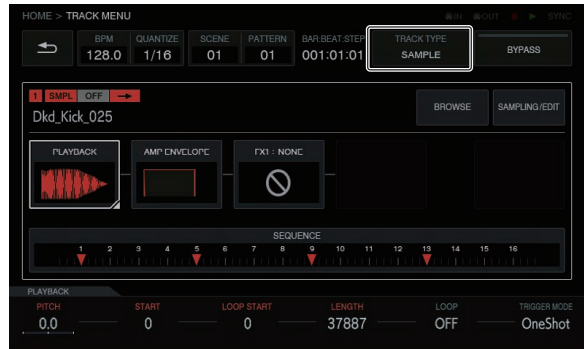 HOME > TRACK MENU
IN OUT SYNC
BPM QUANTIZE SCENE PATTERN BAR:BEAT:STEP TRACK TYPE
128.0 1/16 01 01 001:01:01 SAMPLE BYPASS
1 SMPL OFF
Dkd_Kick_025
BROWSE SAMPLING/EDIT
PLAYBACK AMP ENVELOPE FX1 : NONE
SEQUENCE
1 2 3 4 5 6 7 8 9 10 11 12 13 14 15 16
PLAYBACK
PITCH START LOOP START LENGTH LOOP TRIGGER MODE
0.0 0 0 37887 OFF OneShot